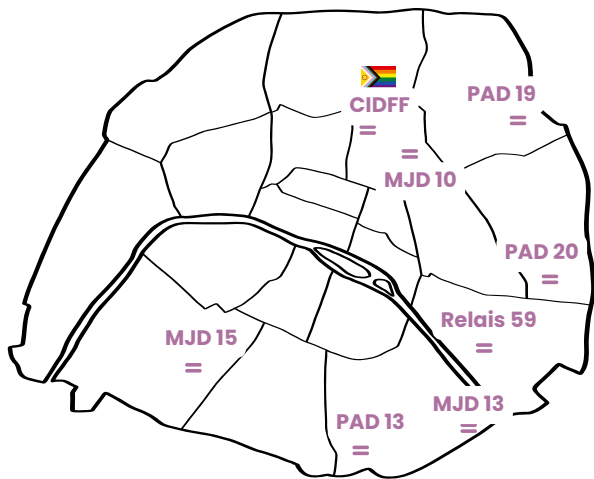 CIDFF
PAD 19
=
=
=
MJD 10
PAD 20
=
Relais 59
=
MJD 15
=
MJD 13
=
PAD 13
=